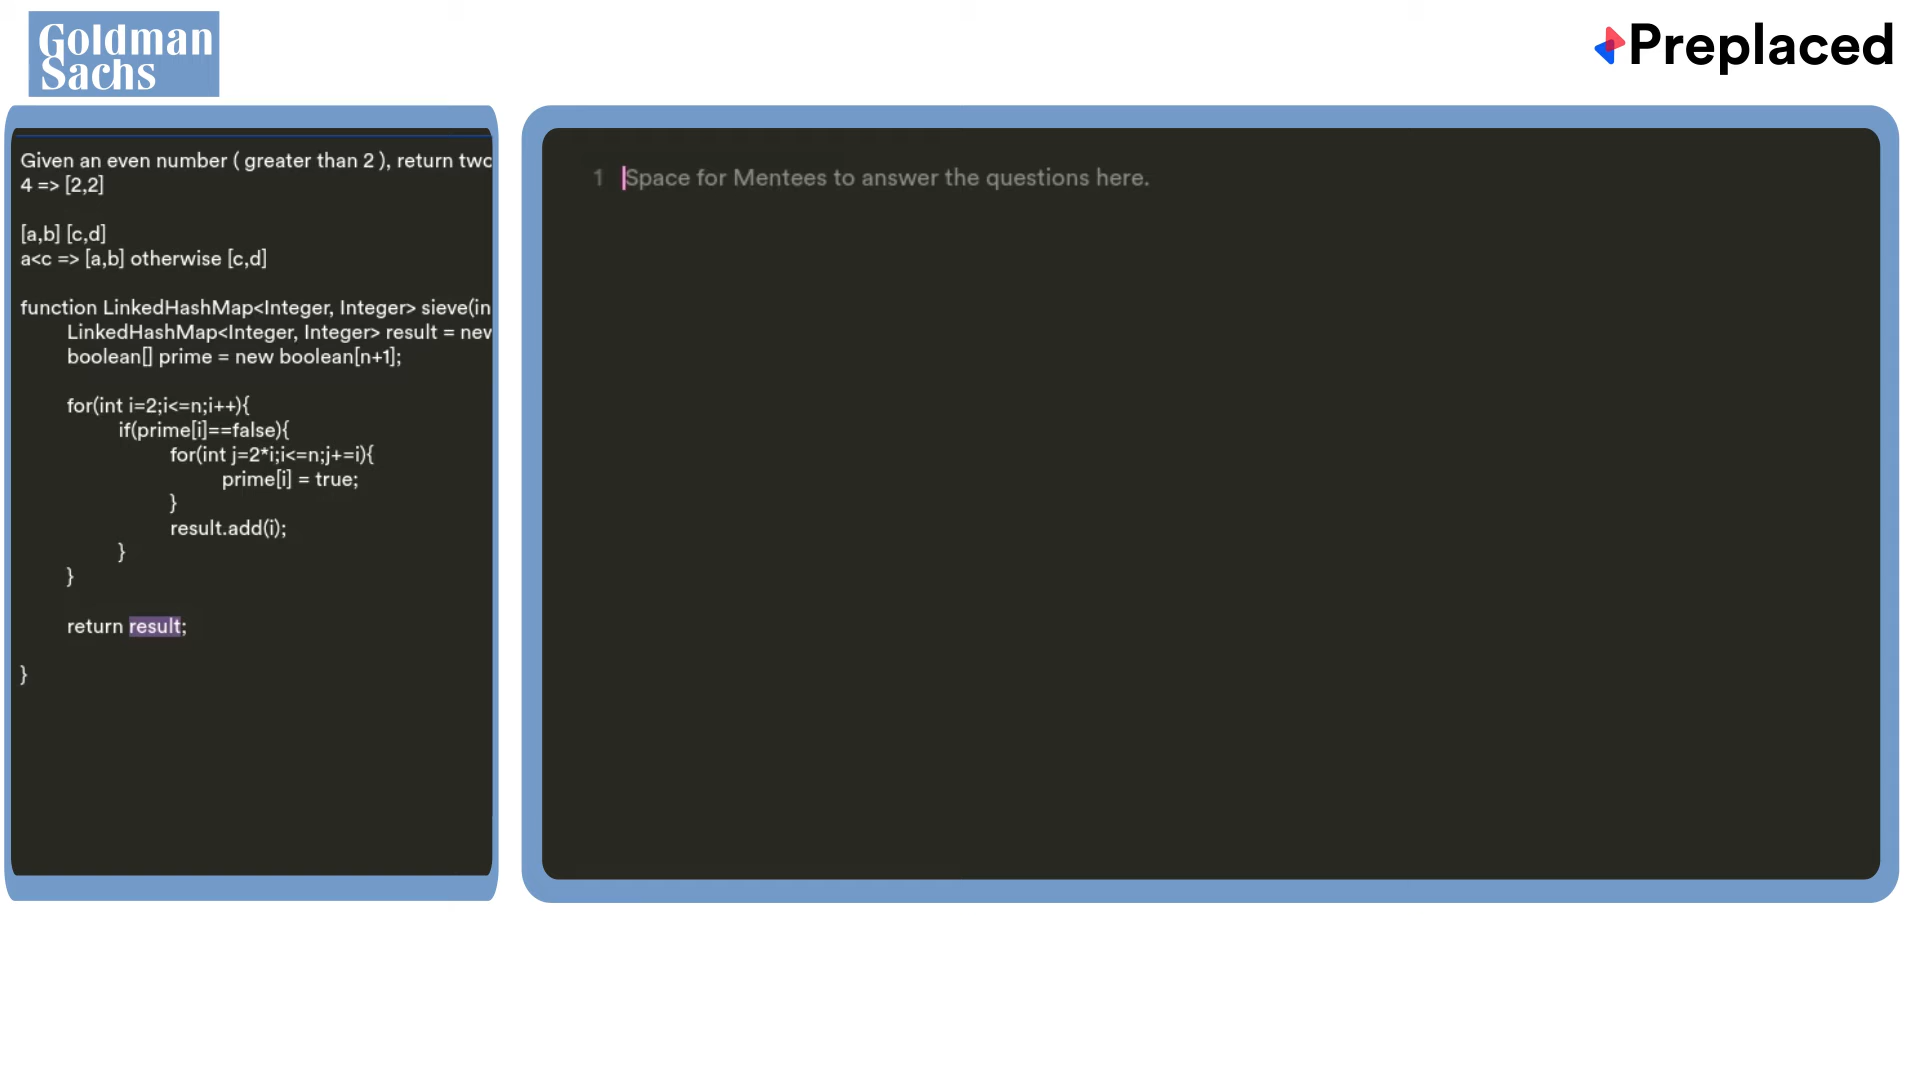 Goldman
Sachs
Preplaced
Given an even number ( greater than 2 ), return two
4 => [2,2]
[a,b] [c,d]
a<c => [a,b] otherwise [c,d]
function LinkedHashMap<Integer, Integer> sieve(in
LinkedHashMap<Integer, Integer> result = new
boolean[] prime = new boolean[n+1];
for(int i=2;i<=n;i++){
if(prime[i]==false){
for(int j=2*i;i<=n;j+=i){
prime[i] = true;
}
result.add(i);
}
}
return result;
}
1 Space for Mentees to answer the questions here.